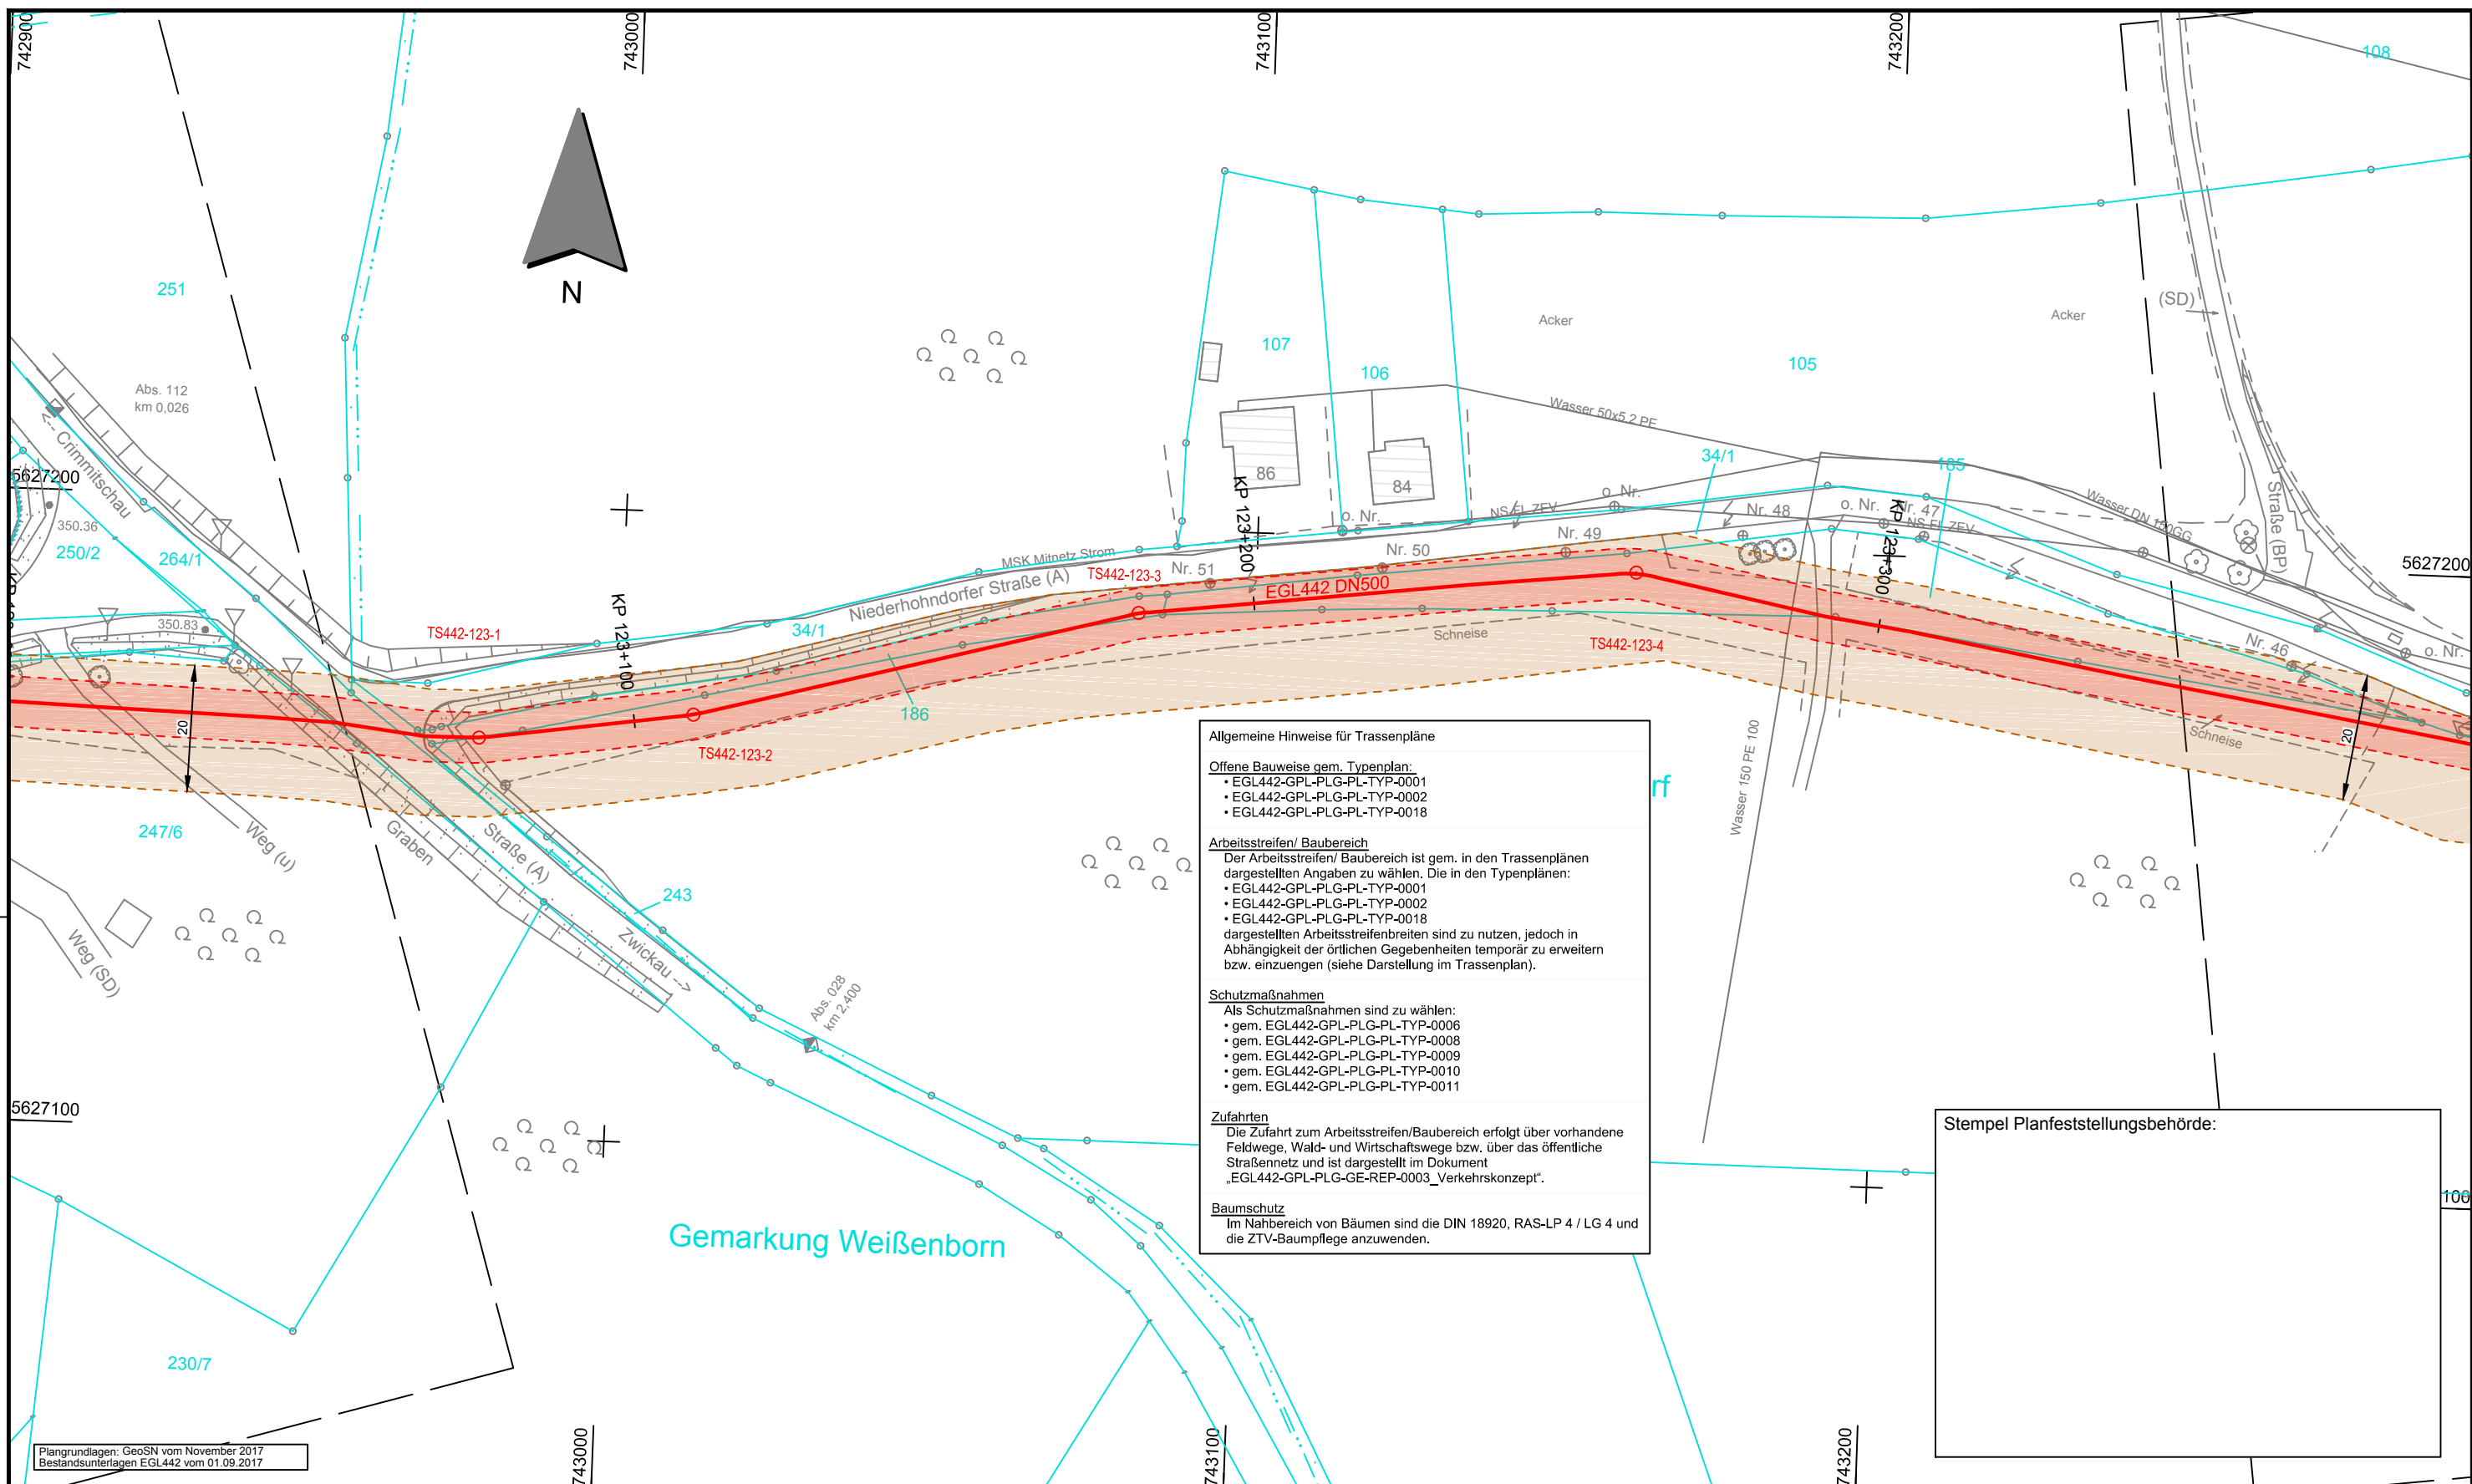 742900
743000
743100
743200
108
N
251
Abs. 112
km 0,026
<-- Crimmitschau
5627200
350.36
250/2
264/1
350.83
TS442-123-1
KP 123+100
34/1
Niederhohndorfer Straße (A)
MSK Mitnetz Strom
TS442-123-3
Nr. 51
107
106
86
84
KP 123+200
o. Nr.
Nr. 50
NS-FL ZEV
Nr. 49
o. Nr.
EGL442 DN500
Acker
Acker
105
(SD)
Wasser 50x5,2 PE
34/1
185
Nr. 48
o. Nr.
Nr. 47
NS-FL ZEV
KP 123+300
Wasser DN 150GG
Straße (BP)
5627200
Nr. 46
o. Nr.
Schneise
TS442-123-4
Schneise
20
20
186
TS442-123-2
247/6
Weg (u)
Graben
Straße (A)
243
Zwickau -->
Weg (SD)
Abs. 028
km 2,400
Wasser 150 PE 100
rf
Allgemeine Hinweise für Trassenpläne
Offene Bauweise gem. Typenplan:
• EGL442-GPL-PLG-PL-TYP-0001
• EGL442-GPL-PLG-PL-TYP-0002
• EGL442-GPL-PLG-PL-TYP-0018
Arbeitsstreifen/ Baubereich
Der Arbeitsstreifen/ Baubereich ist gem. in den Trassenplänen
dargestellten Angaben zu wählen. Die in den Typenplänen:
• EGL442-GPL-PLG-PL-TYP-0001
• EGL442-GPL-PLG-PL-TYP-0002
• EGL442-GPL-PLG-PL-TYP-0018
dargestellten Arbeitsstreifenbreiten sind zu nutzen, jedoch in
Abhängigkeit der örtlichen Gegebenheiten temporär zu erweitern
bzw. einzuengen (siehe Darstellung im Trassenplan).
Schutzmaßnahmen
Als Schutzmaßnahmen sind zu wählen:
• gem. EGL442-GPL-PLG-PL-TYP-0006
• gem. EGL442-GPL-PLG-PL-TYP-0008
• gem. EGL442-GPL-PLG-PL-TYP-0009
• gem. EGL442-GPL-PLG-PL-TYP-0010
• gem. EGL442-GPL-PLG-PL-TYP-0011
Zufahrten
Die Zufahrt zum Arbeitsstreifen/Baubereich erfolgt über vorhandene
Feldwege, Wald- und Wirtschaftswege bzw. über das öffentliche
Straßennetz und ist dargestellt im Dokument
„EGL442-GPL-PLG-GE-REP-0003_Verkehrskonzept“.
Baumschutz
Im Nahbereich von Bäumen sind die DIN 18920, RAS-LP 4 / LG 4 und
die ZTV-Baumpflege anzuwenden.
Stempel Planfeststellungsbehörde:
5627100
100
Gemarkung Weißenborn
230/7
743000
743100
743200
Plangrundlagen: GeoSN vom November 2017
Bestandsunterlagen EGL442 vom 01.09.2017